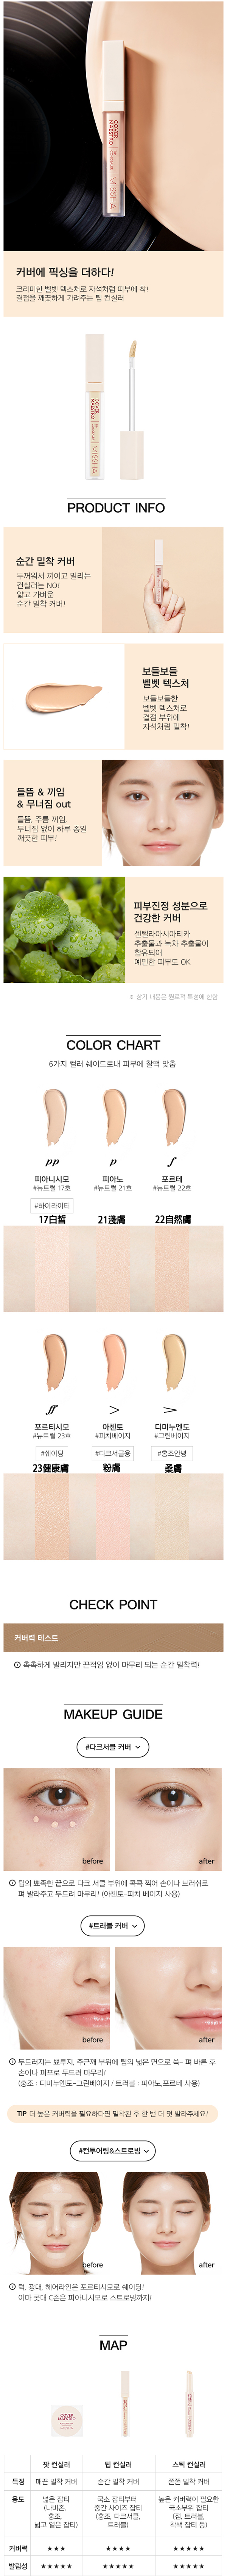 COVER
MAESTRO
TIP
CONCEALER
MISSHA
커버에 픽싱을 더하다!
크리미한 벨벳 텍스처로 자석처럼 피부에 착!
결점을 깨끗하게 가려주는 팁 컨실러
COVER
MAESTRO
TIP
CONCEALER
MISSHA
PRODUCT INFO
순간 밀착 커버
두꺼워서 끼이고 밀리는
컨실러는 NO!
얇고 가벼운
순간 밀착 커버!
보들보들
벨벳 텍스처
보들보들한
벨벳 텍스처로
결점 부위에
자석처럼 밀착!
들뜸 & 끼임
& 무너짐 out
들뜸, 주름 끼임,
무너짐 없이 하루 종일
깨끗한 피부!
피부진정 성분으로
건강한 커버
센텔라아시아티카
추출물과 녹차 추출물이
함유되어
예민한 피부도 OK
※ 상기 내용은 원료적 특성에 한함
COLOR CHART
6가지 컬러 쉐이드로내 피부에 찰떡 맞춤
pp
p
f
피아니시모
피아노
포르테
#뉴트럴 17호
#뉴트럴 21호
#뉴트럴 22호
#하이라이터
17白皙
21淺膚
22自然膚
ff
>
포르티시모
아첸토
디미누엔도
#뉴트럴 23호
#피치베이지
#그린베이지
#쉐이딩
#다크서클용
#홍조안녕
23健康膚
粉膚
柔膚
CHECK POINT
커버력 테스트
① 촉촉하게 발리지만 끈적임 없이 마무리 되는 순간 밀착력!
MAKEUP GUIDE
#다크서클 커버
before
after
① 팁의 뾰족한 끝으로 다크 서클 부위에 콕콕 찍어 손이나 브러쉬로
펴 발라주고 두드려 마무리! (아첸토-피치 베이지 사용)
#트러블 커버
before
after
① 두드러지는 뾰루지, 주근깨 부위에 팁의 넓은 면으로 쓱~ 펴 바른 후
손이나 퍼프로 두드려 마무리!
(홍조 : 디미누엔도-그린베이지 / 트러블 : 피아노,포르테 사용)
TIP 더 높은 커버력을 필요하다면 밀착된 후 한 번 더 덧 발라주세요!
#컨투어링&스트로빙
before
after
① 턱, 광대, 헤어라인은 포르티시모로 쉐이딩!
이마 콧대 C존은 피아니시모로 스트로빙까지!
MAP
COVER
MAESTRO
팟 컨실러
팁 컨실러
스틱 컨실러
특징
매끈 밀착 커버
순간 밀착 커버
쫀쫀 밀착 커버
용도
넓은 잡티
(나비존,
홍조,
넓고 옅은 잡티)
국소 잡티부터
중간 사이즈 잡티
(홍조, 다크서클,
트러블)
높은 커버력이 필요한
국소부위 잡티
(점, 트러블,
착색 잡티 등)
커버력
★★★
★★★★
★★★★★
발림성
★★★★★
★★★★★
★★★★★